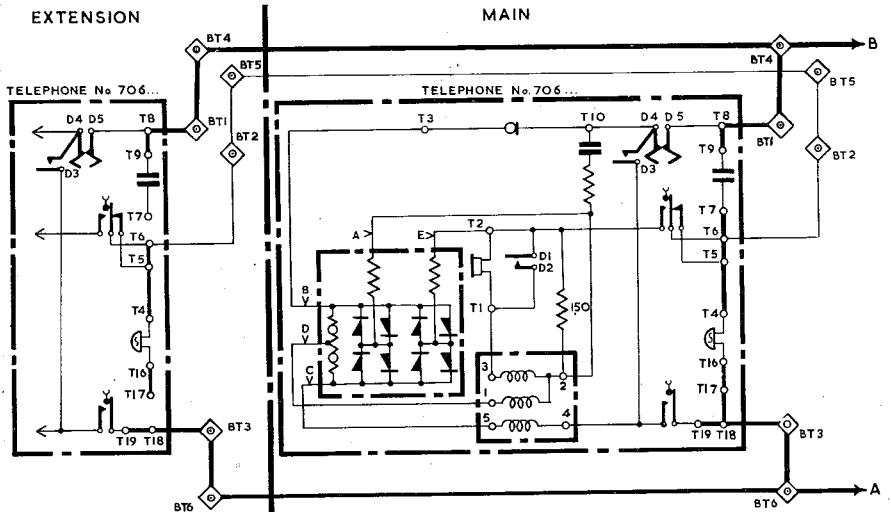 EXTENSION
MAIN
BT4
BT4
B
BT5
BT5
TELEPHONE No 706...
TELEPHONE No. 706...
D4 D5 T8
BT1
BT2
T9
D3
T7
T6
T5
T4
S
T16
T17
T19 T18
BT3
BT6
T3
T10
D4 D5 T8
BT1
BT2
T9
D3
A
E
T2
T7
T6
T5
D1
D2
B
D
C
T1
150
T4
S
T16
T17
3
2
1
5
4
T19 T18
BT3
BT6
A